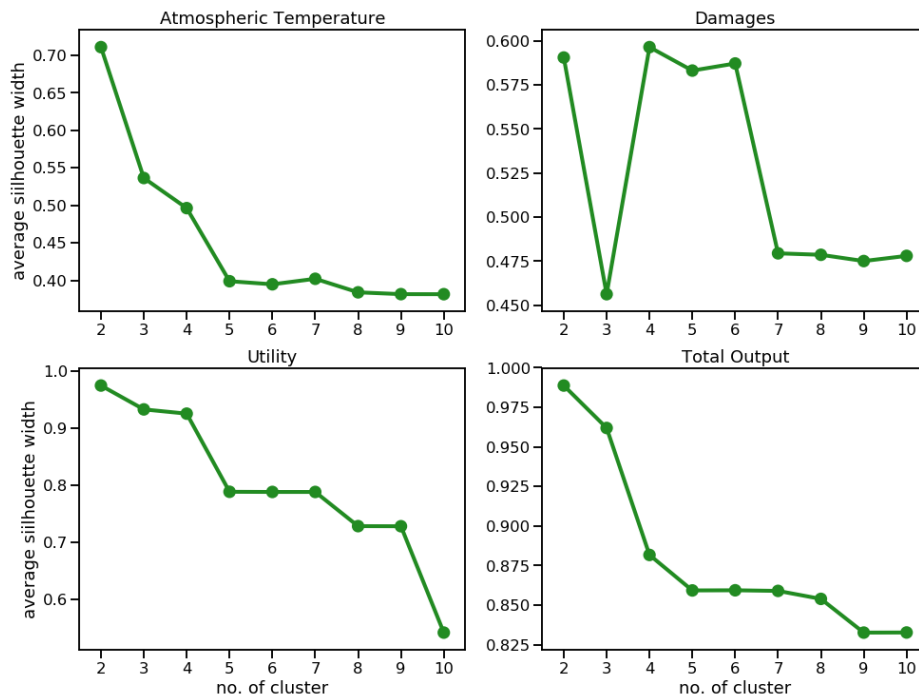 Atmospheric Temperature
average siilhouette width
0.70
0.65
0.60
0.55
0.50
0.45
0.40
2 3 4 5 6 7 8 9 10
Damages
0.600
0.575
0.550
0.525
0.500
0.475
0.450
2 3 4 5 6 7 8 9 10
Utility
average siilhouette width
1.0
0.9
0.8
0.7
0.6
2 3 4 5 6 7 8 9 10
no. of cluster
Total Output
1.000
0.975
0.950
0.925
0.900
0.875
0.850
0.825
2 3 4 5 6 7 8 9 10
no. of cluster